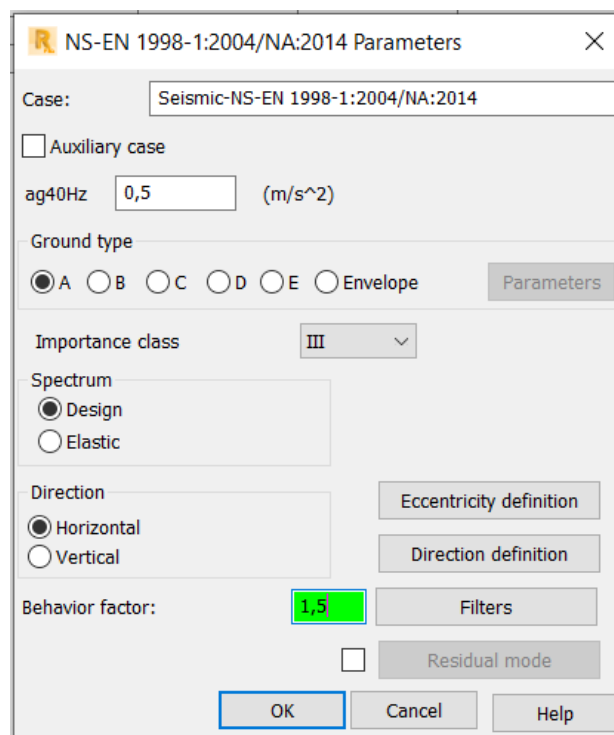 NS-EN 1998-1:2004/NA:2014 Parameters
Case: Seismic-NS-EN 1998-1:2004/NA:2014
Auxiliary case
ag40Hz 0,5 (m/s^2)
Ground type
A B C D E Envelope Parameters
Importance class III
Spectrum
Design
Elastic
Direction
Eccentricity definition
Horizontal
Vertical
Direction definition
Behavior factor: 1,5 Filters
Residual mode
OK Cancel Help